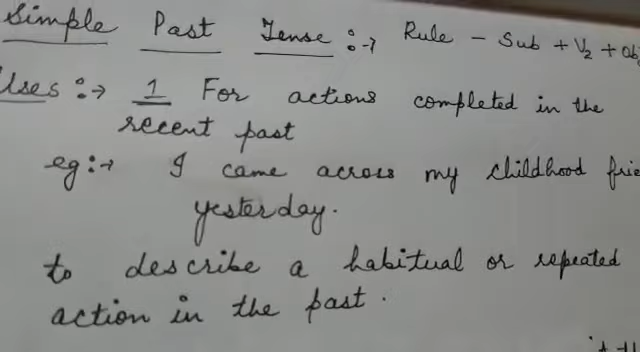 Simple Past Tense :→ Rule - Sub + V₂ + Obj
Uses :→ 1 For actions completed in the
recent past
eg :→ I came across my childhood frie
yesterday.
to describe a habitual or repeated
action in the past.